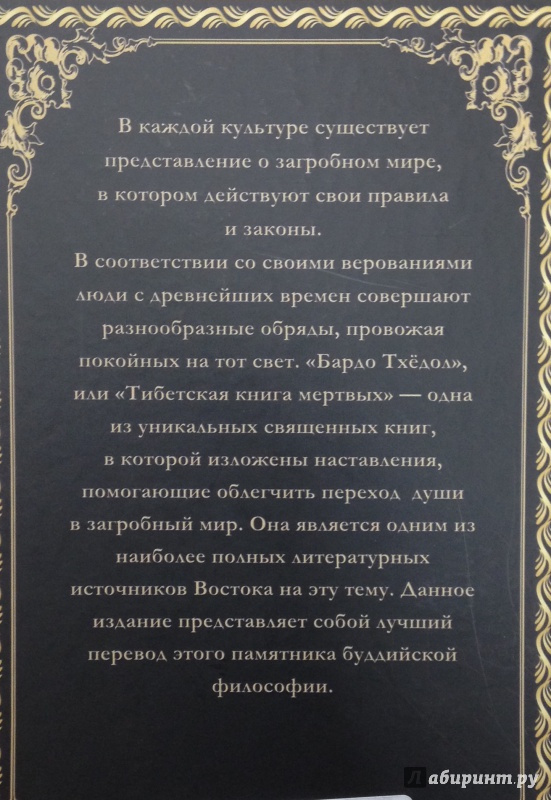 В каждой культуре существует
представление о загробном мире,
в котором действуют свои правила
и законы.
В соответствии со своими верованиями
люди с древнейших времен совершают
разнообразные обряды, провожая
покойных на тот свет. «Бардо Тхёдол»,
или «Тибетская книга мертвых» — одна
из уникальных священных книг,
в которой изложены наставления,
помогающие облегчить переход души
в загробный мир. Она является одним из
наиболее полных литературных
источников Востока на эту тему. Данное
издание представляет собой лучший
перевод этого памятника буддийской
философии.
Лабиринт.ру